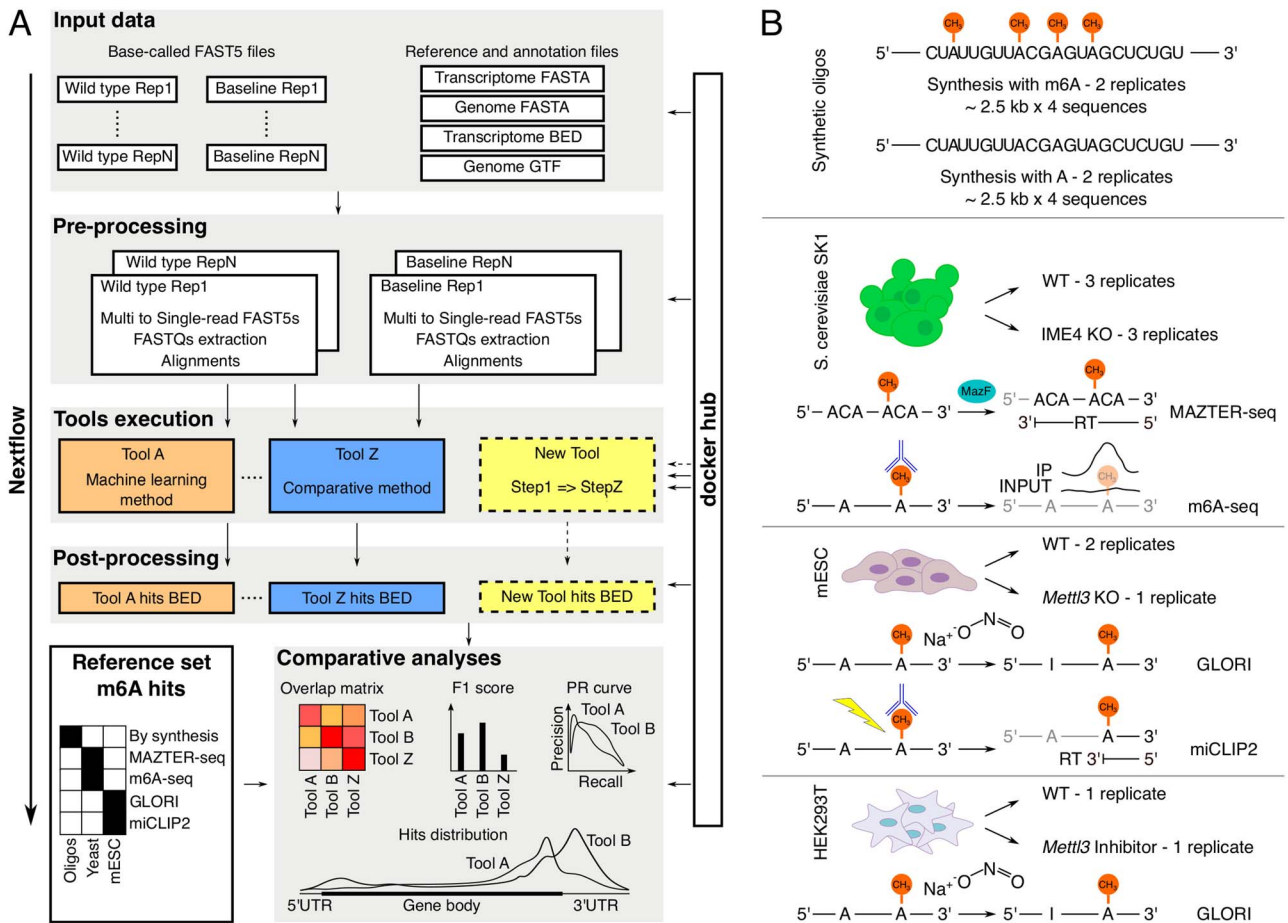 A
Input data
Base-called FAST5 files
Wild type Rep1
Baseline Rep1
Wild type RepN
Baseline RepN
Reference and annotation files
Transcriptome FASTA
Genome FASTA
Transcriptome BED
Genome GTF
Pre-processing
Wild type RepN
Wild type Rep1
Multi to Single-read FAST5s
FASTQs extraction
Alignments
Baseline RepN
Baseline Rep1
Multi to Single-read FAST5s
FASTQs extraction
Alignments
Tools execution
Tool A
Machine learning
method
Tool Z
Comparative method
New Tool
Step1 => StepZ
Post-processing
Tool A hits BED
Tool Z hits BED
New Tool hits BED
Nextflow
docker hub
Reference set
m6A hits
By synthesis
MAZTER-seq
m6A-seq
GLORI
miCLIP2
Oligos
Yeast
mESC
Comparative analyses
Overlap matrix
Tool A
Tool B
Tool Z
Tool A
Tool B
Tool Z
F1 score
Tool A
Tool B
Tool Z
PR curve
Precision
Tool A
Tool B
Recall
Hits distribution
Tool A
Tool B
5'UTR
Gene body
3'UTR
B
Synthetic oligos
CH₃ CH₃ CH₃ CH₃
5' CUAUUGUUACGAGUAGCUCUGU 3'
Synthesis with m6A - 2 replicates
~ 2.5 kb x 4 sequences
5' CUAUUGUUACGAGUAGCUCUGU 3'
Synthesis with A - 2 replicates
~ 2.5 kb x 4 sequences
S. cerevisiae SK1
WT - 3 replicates
IME4 KO - 3 replicates
CH₃
MazF
CH₃
5' ACA ACA 3'
5' ACA ACA 3'
3' RT 5'
MAZTER-seq
CH₃
IP
INPUT
CH₃
5' A A 3'
5' A A 3'
m6A-seq
mESC
WT - 2 replicates
Mettl3 KO - 1 replicate
CH₃
Na⁺⁻O N O
CH₃
5' A A 3'
5' I A 3'
GLORI
CH₃
CH₃
5' A A 3'
5' A A 3'
RT 3' 5'
miCLIP2
HEK293T
WT - 1 replicate
Mettl3 Inhibitor - 1 replicate
CH₃
Na⁺⁻O N O
CH₃
5' A A 3'
5' I A 3'
GLORI